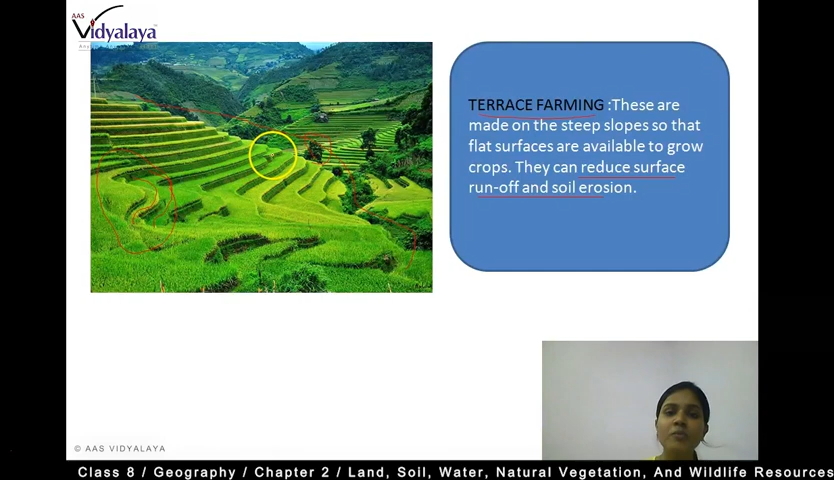 AAS
Vidyalaya
TERRACE FARMING :These are
made on the steep slopes so that
flat surfaces are available to grow
crops. They can reduce surface
run-off and soil erosion.
© AAS VIDYALAYA
Class 8 / Geography / Chapter 2 / Land, Soil, Water, Natural Vegetation, And Wildlife Resources